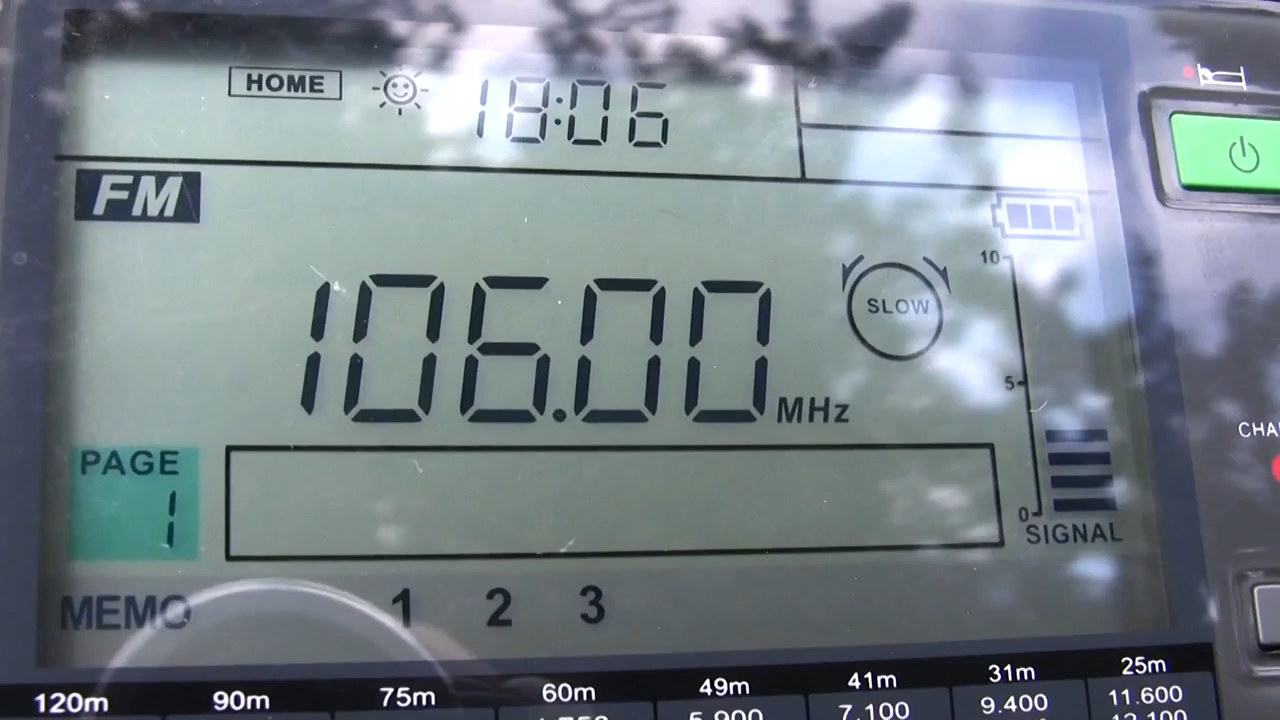 HOME 18:06
FM
10
SLOW
106.00 MHz
5
PAGE
1
0
SIGNAL
MEMO 1 2 3
120m 90m 75m 60m 49m 41m 31m 25m
5.900 7.100 9.400 11.600